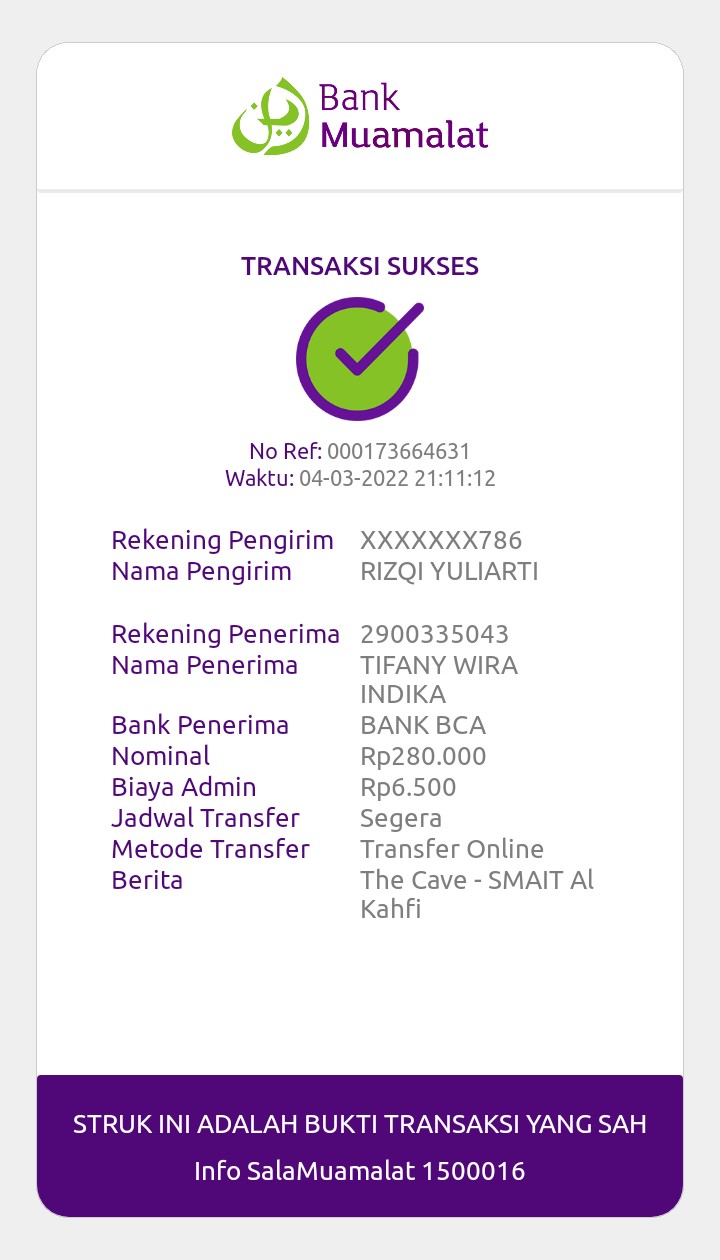 Bank
Muamalat
TRANSAKSI SUKSES
No Ref: 000173664631
Waktu: 04-03-2022 21:11:12
Rekening Pengirim XXXXXXX786
Nama Pengirim RIZQI YULIARTI
Rekening Penerima 2900335043
Nama Penerima TIFANY WIRA
INDIKA
Bank Penerima BANK BCA
Nominal Rp280.000
Biaya Admin Rp6.500
Jadwal Transfer Segera
Metode Transfer Transfer Online
Berita The Cave - SMAIT Al
Kahfi
STRUK INI ADALAH BUKTI TRANSAKSI YANG SAH
Info SalaMuamalat 1500016